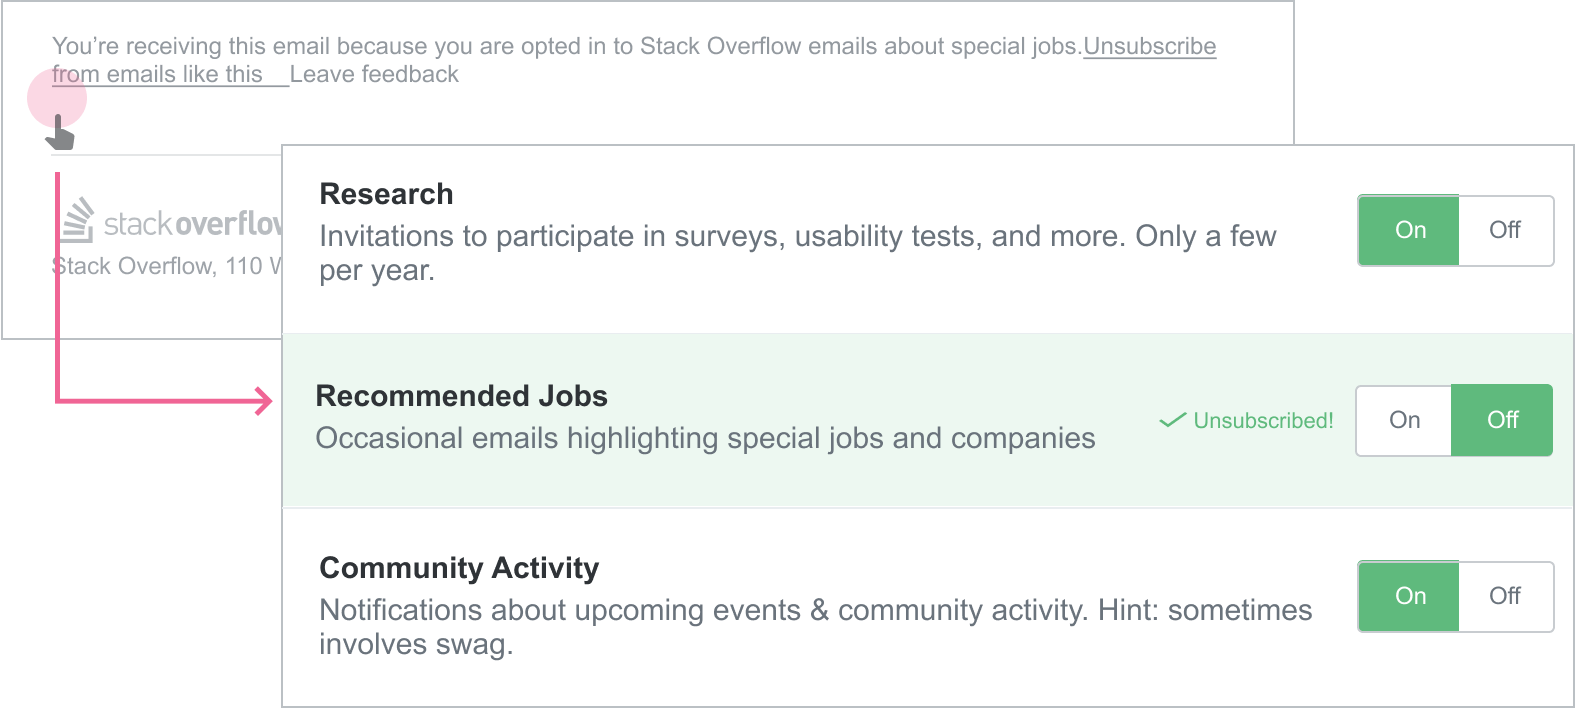 You’re receiving this email because you are opted in to Stack Overflow emails about special jobs.Unsubscribe
from emails like this Leave feedback
stackoverflow
Stack Overflow, 110
Research
Invitations to participate in surveys, usability tests, and more. Only a few
per year.
On Off
Recommended Jobs
Occasional emails highlighting special jobs and companies
Unsubscribed!
On Off
Community Activity
Notifications about upcoming events & community activity. Hint: sometimes
involves swag.
On Off